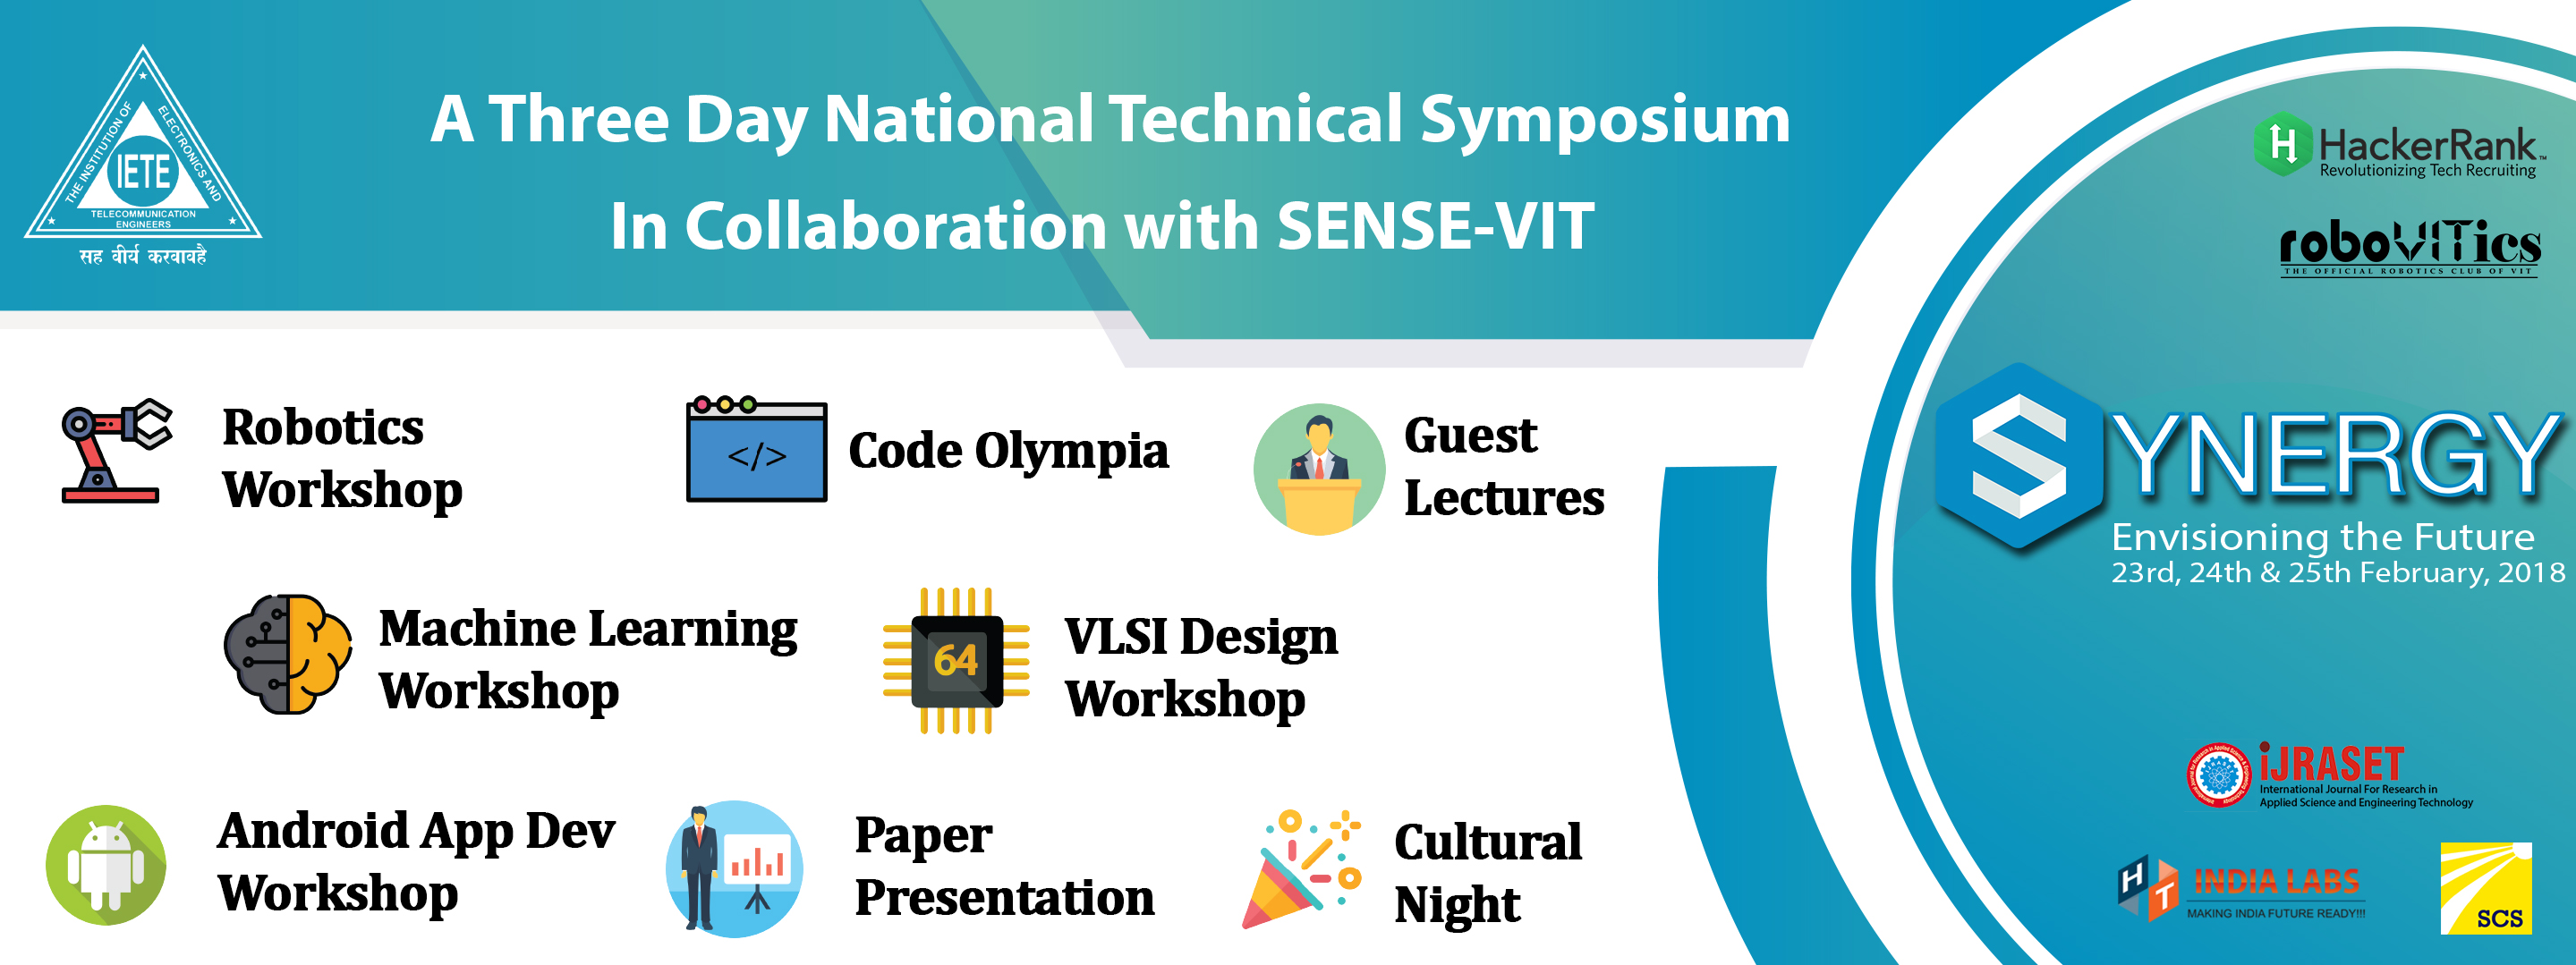 THE INSTITUTION OF
ELECTRONICS AND
IETE
TELECOMMUNICATION
ENGINEERS
सह वीर्य करवावहै
A Three Day National Technical Symposium
In Collaboration with SENSE-VIT
HackerRank™
Revolutionizing Tech Recruiting
roboVITics
THE OFFICIAL ROBOTICS CLUB OF VIT
Robotics
Workshop
</>
Code Olympia
Guest
Lectures
SYNERGY
Envisioning the Future
23rd, 24th & 25th February, 2018
Machine Learning
Workshop
64
VLSI Design
Workshop
Android App Dev
Workshop
Paper
Presentation
Cultural
Night
iJRASET
International Journal For Research in
Applied Science and Engineering Technology
HT
INDIA LABS
MAKING INDIA FUTURE READY!!!
SCS